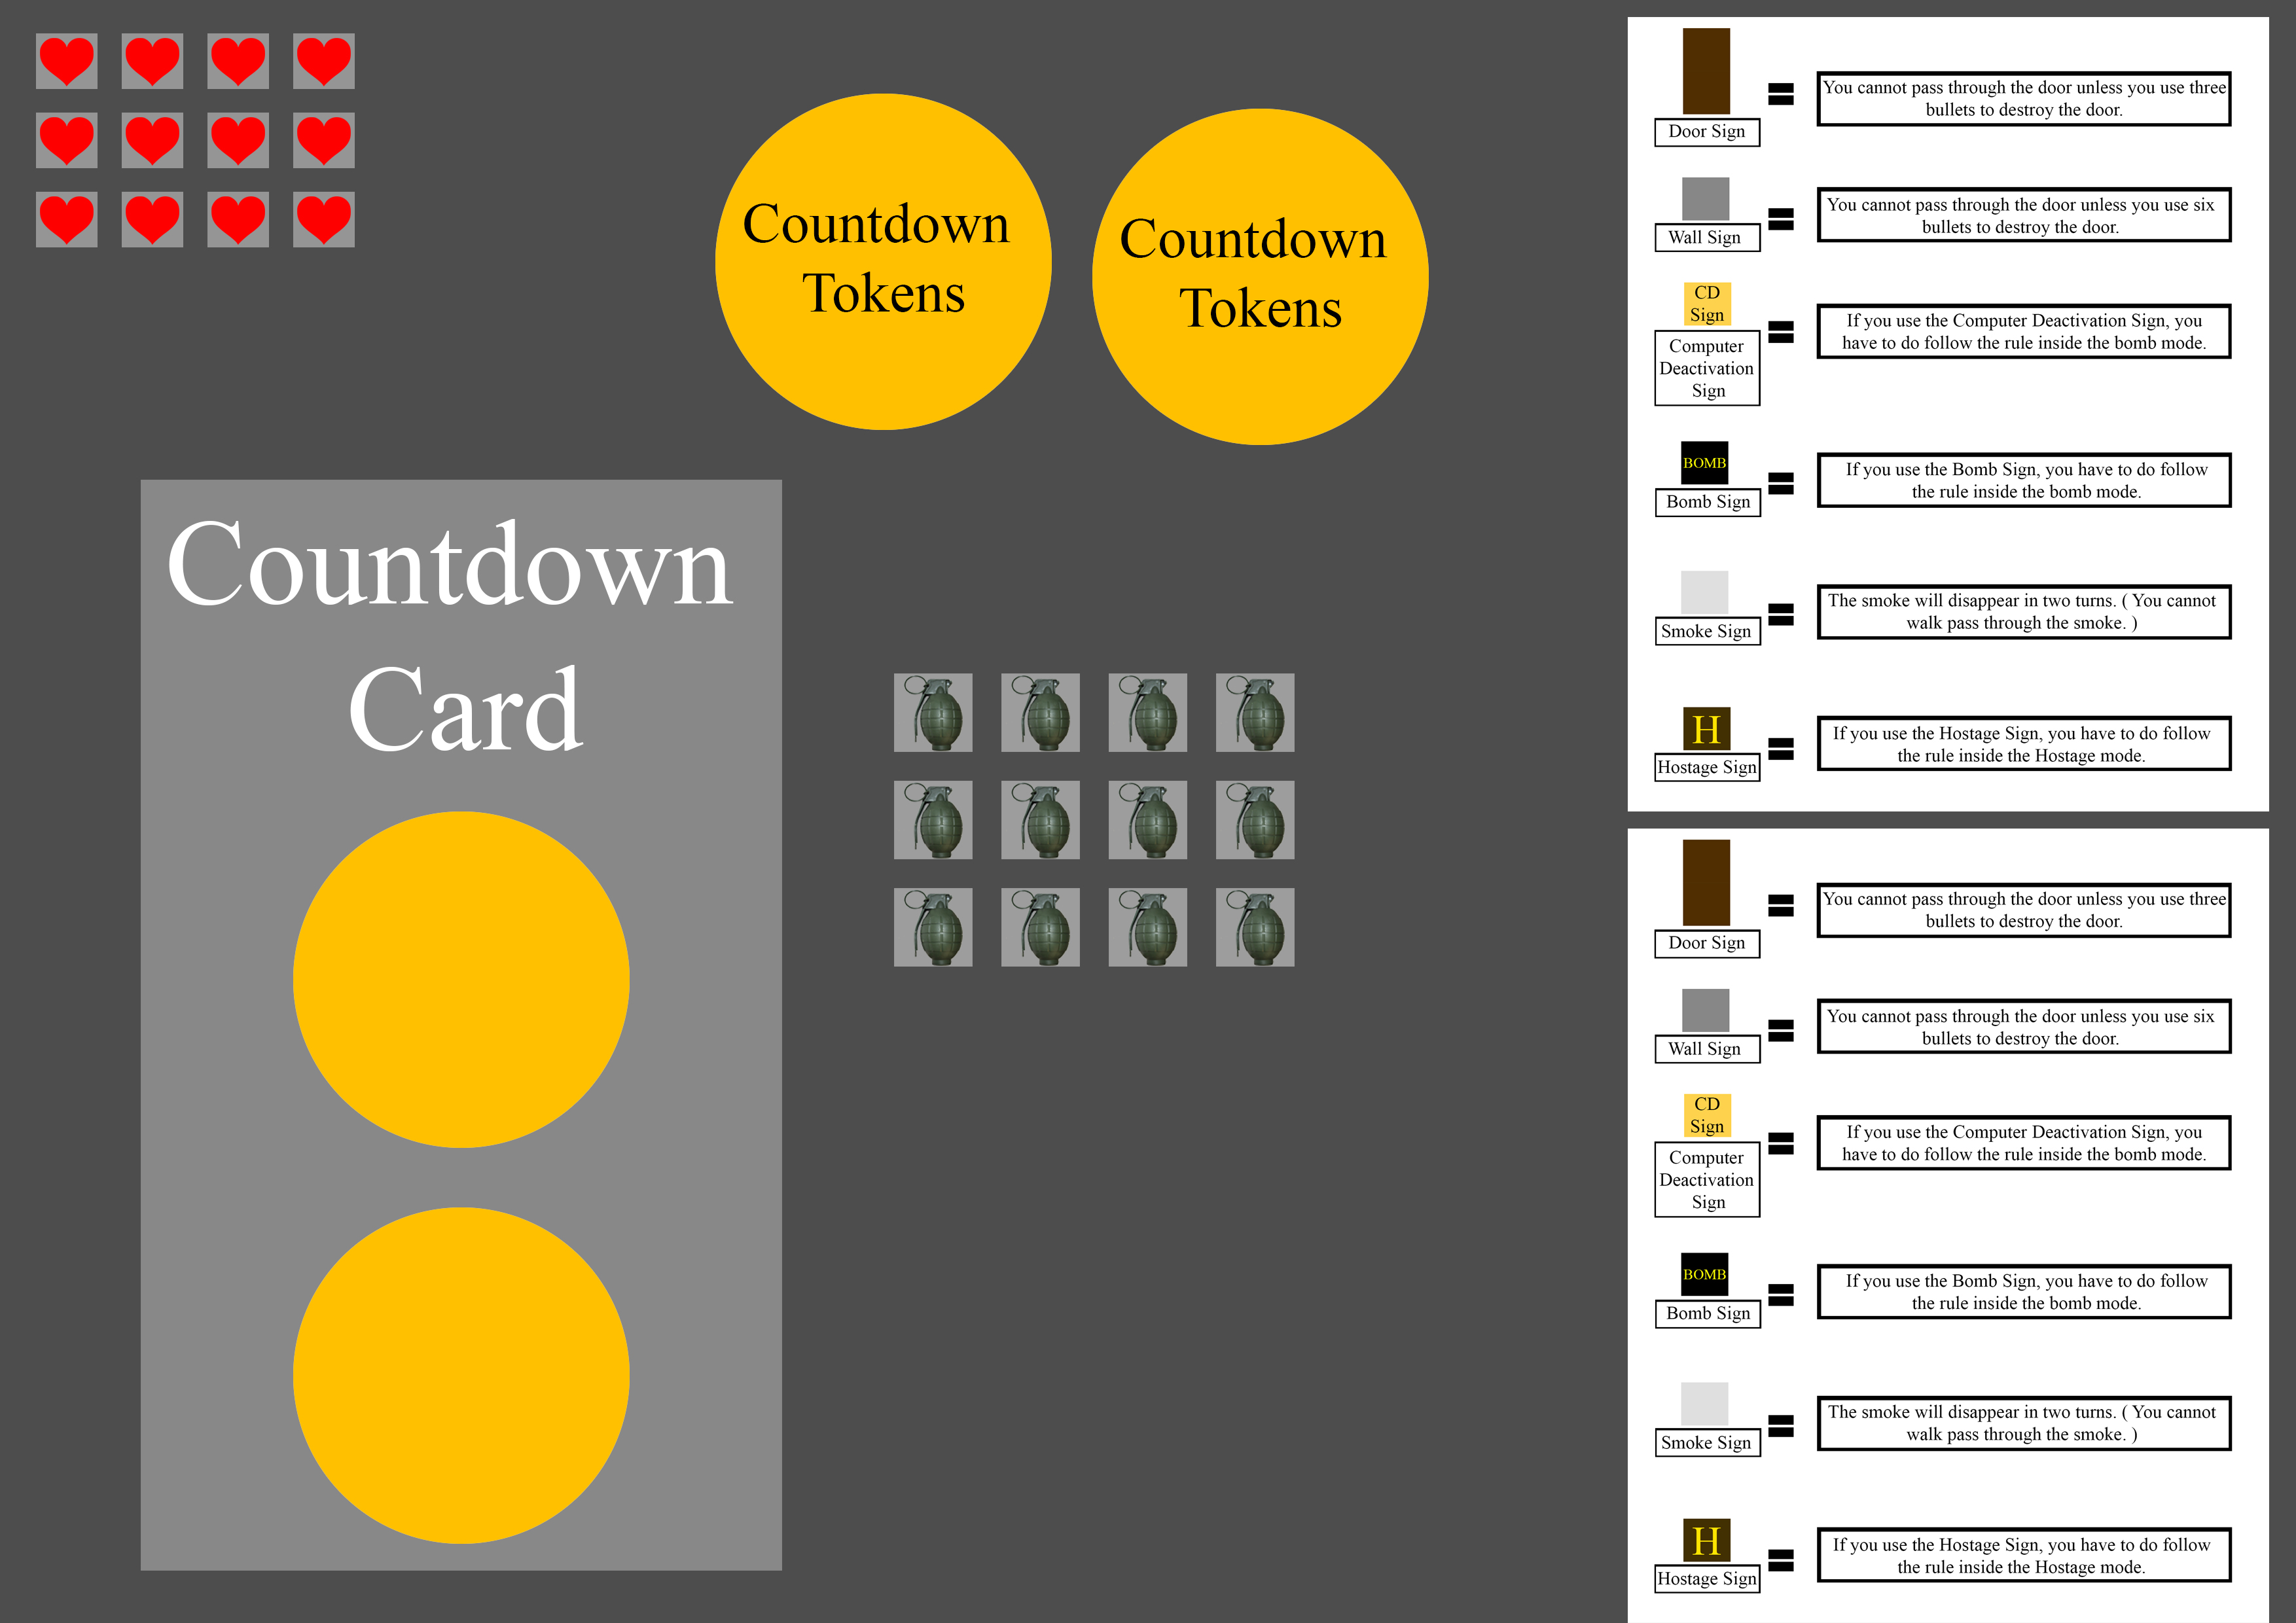 Countdown
Tokens
Countdown
Tokens
Countdown
Card
Door Sign
You cannot pass through the door unless you use three
bullets to destroy the door.
Wall Sign
You cannot pass through the door unless you use six
bullets to destroy the door.
CD
Sign
Computer
Deactivation
Sign
If you use the Computer Deactivation Sign, you
have to do follow the rule inside the bomb mode.
BOMB
Bomb Sign
If you use the Bomb Sign, you have to do follow
the rule inside the bomb mode.
Smoke Sign
The smoke will disappear in two turns. ( You cannot
walk pass through the smoke. )
H
Hostage Sign
If you use the Hostage Sign, you have to do follow
the rule inside the Hostage mode.
Door Sign
You cannot pass through the door unless you use three
bullets to destroy the door.
Wall Sign
You cannot pass through the door unless you use six
bullets to destroy the door.
CD
Sign
Computer
Deactivation
Sign
If you use the Computer Deactivation Sign, you
have to do follow the rule inside the bomb mode.
BOMB
Bomb Sign
If you use the Bomb Sign, you have to do follow
the rule inside the bomb mode.
Smoke Sign
The smoke will disappear in two turns. ( You cannot
walk pass through the smoke. )
H
Hostage Sign
If you use the Hostage Sign, you have to do follow
the rule inside the Hostage mode.